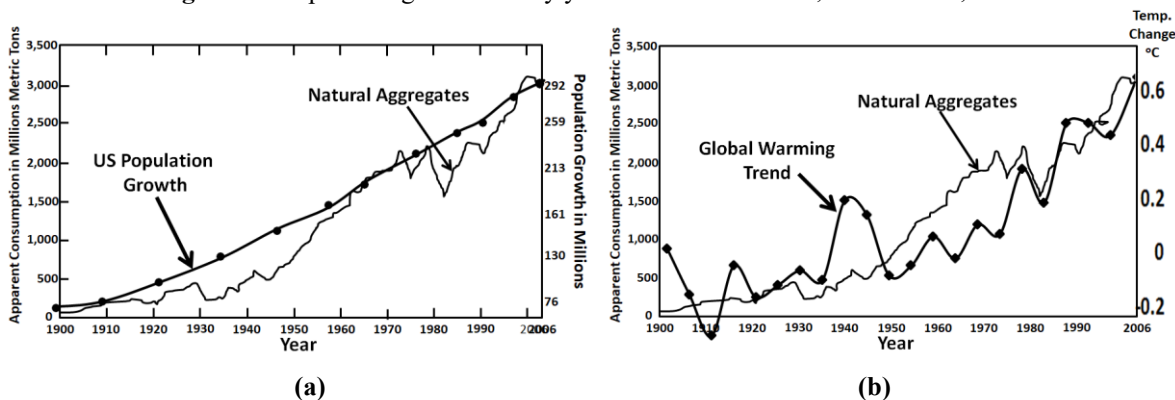 Apparent Consumption in Millions Metric Tons
3,500
3,000
2,500
2,000
1,500
1,000
500
0
Natural Aggregates
US Population
Growth
292
259
213
161
130
76
Population Growth in Millions
1900 1910 1920 1930 1940 1950 1960 1970 1980 1990 2006
Year
(a)
Apparent Consumption in Millions Metric Tons
3,500
3,000
2,500
2,000
1,500
1,000
500
0
Natural Aggregates
Global Warming
Trend
Temp.
Change
°C
0.6
0.4
0.2
0
-0.2
1900 1910 1920 1930 1940 1950 1960 1970 1980 1990 2006
Year
(b)